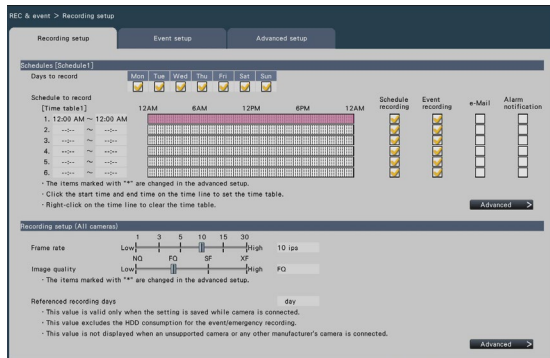 REC & event > Recording setup
Recording setup Event setup Advanced setup
Schedules [Schedule1]
Days to record Mon Tue Wed Thu Fri Sat Sun
Schedule to record
[Time table1] 12AM 6AM 12PM 6PM 12AM Schedule recording Event recording e-Mail Alarm notification
1. 12:00 AM ~ 12:00 AM
2. --:-- ~ --:--
3. --:-- ~ --:--
4. --:-- ~ --:--
5. --:-- ~ --:--
6. --:-- ~ --:--
· The items marked with "*" are changed in the advanced setup.
· Click the start time and end time on the time line to set the time table.
· Right-click on the time line to clear the time table.
Advanced >
Recording setup (All cameras)
1 3 5 10 15 30
Frame rate Low High 10 ips
NQ FQ SF XF
Image quality Low High FQ
· The items marked with "*" are changed in the advanced setup.
Referenced recording days day
· This value is valid only when the setting is saved while camera is connected.
· This value excludes the HDD consumption for the event/emergency recording.
· This value is not displayed when an unsupported camera or any other manufacturer's camera is connected.
Advanced >